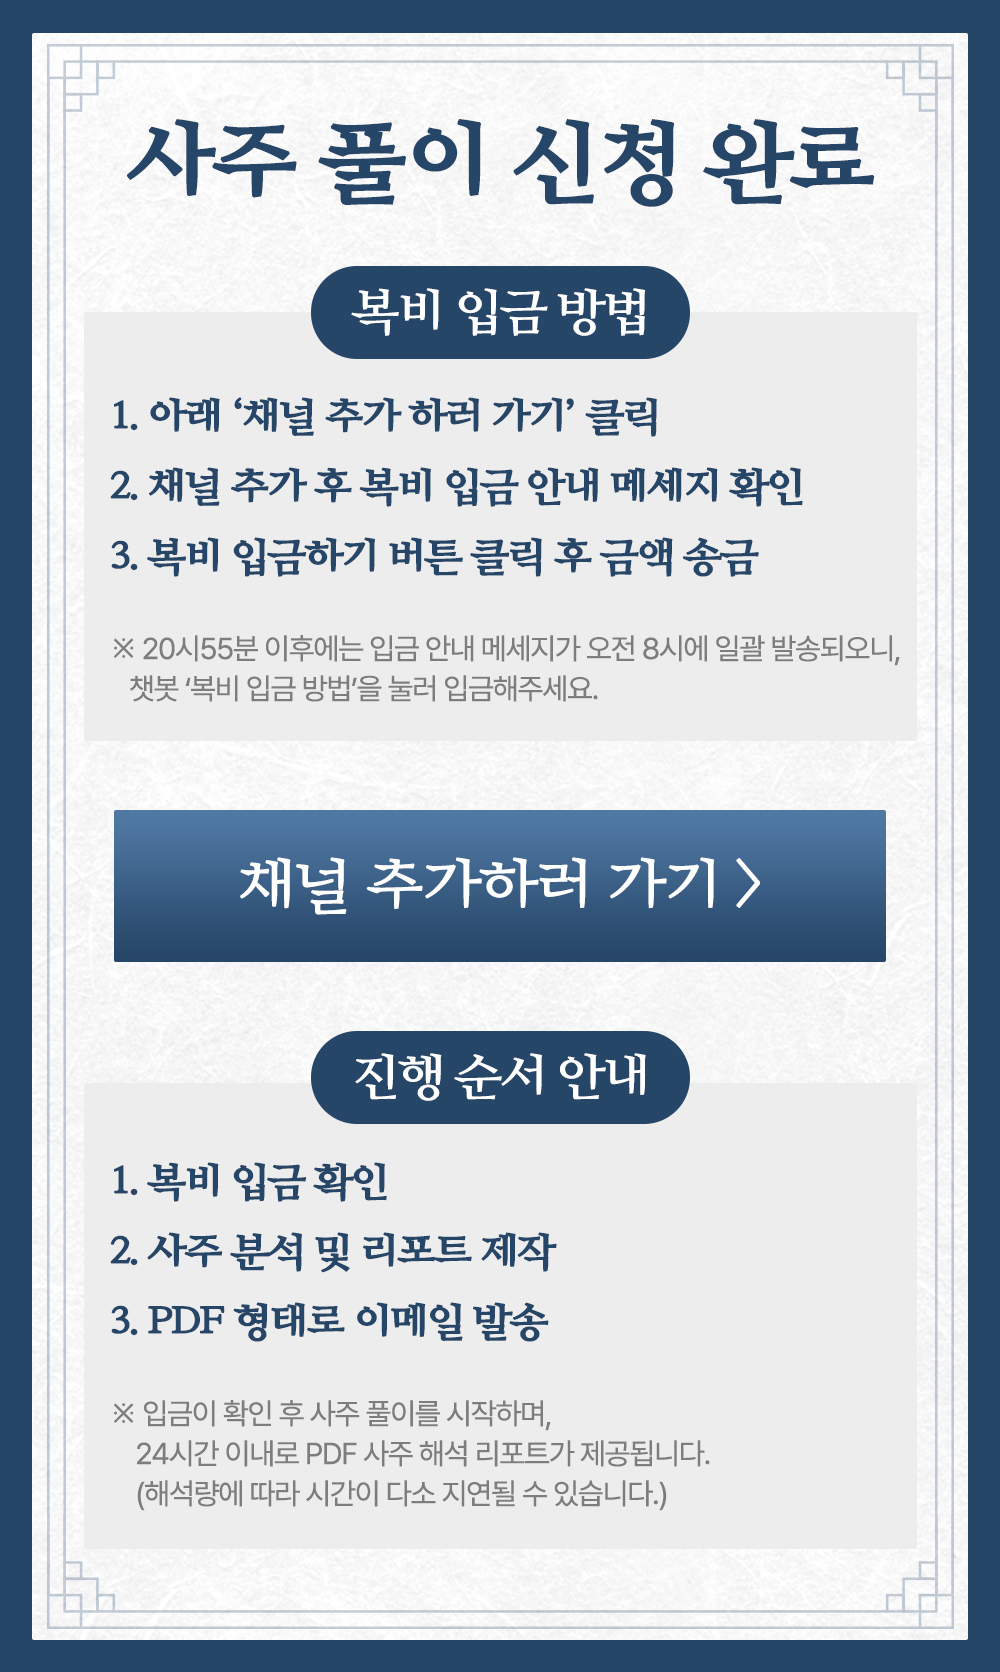 사주 풀이 신청 완료
복비 입금 방법
1. 아래 ‘채널 추가 하러 가기’ 클릭
2. 채널 추가 후 복비 입금 안내 메세지 확인
3. 복비 입금하기 버튼 클릭 후 금액 송금
※ 20시55분 이후에는 입금 안내 메세지가 오전 8시에 일괄 발송되오니,
챗봇 ‘복비 입금 방법’을 눌러 입금해주세요.
채널 추가하러 가기 〉
진행 순서 안내
1. 복비 입금 확인
2. 사주 분석 및 리포트 제작
3. PDF 형태로 이메일 발송
※ 입금이 확인 후 사주 풀이를 시작하며,
24시간 이내로 PDF 사주 해석 리포트가 제공됩니다.
(해석량에 따라 시간이 다소 지연될 수 있습니다.)